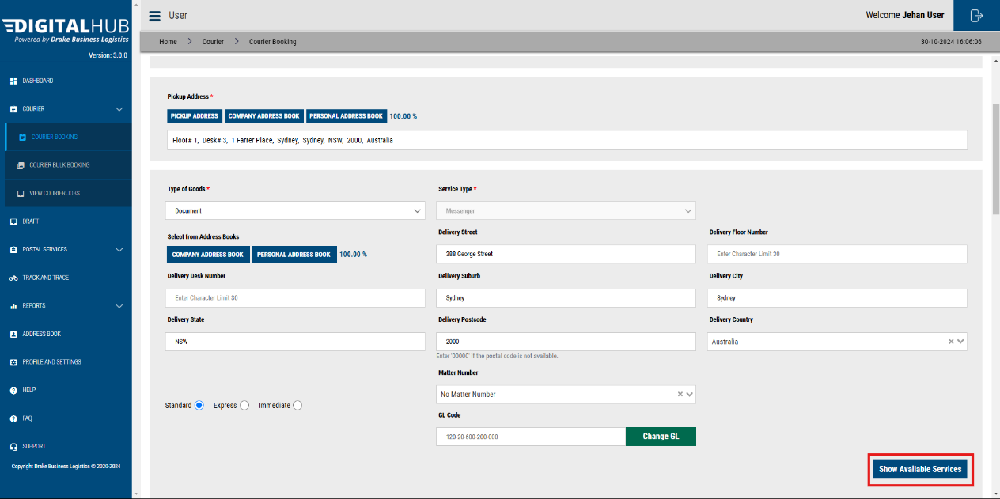 DIGITALHUB
Powered by Drake Business Logistics
Version: 3.0.0
DASHBOARD
COURIER
COURIER BOOKING
COURIER BULK BOOKING
VIEW COURIER JOBS
DRAFT
POSTAL SERVICES
TRACK AND TRACE
REPORTS
ADDRESS BOOK
PROFILE AND SETTINGS
HELP
FAQ
SUPPORT
Copyright Drake Business Logistics © 2020-2024
User
Welcome Jehan User
Home > Courier > Courier Booking
30-10-2024 16:06:06
Pickup Address *
PICKUP ADDRESS COMPANY ADDRESS BOOK PERSONAL ADDRESS BOOK 100.00 %
Floor# 1, Desk# 3, 1 Farrer Place, Sydney, Sydney, NSW, 2000, Australia
Type of Goods * Service Type *
Document Messenger
Select from Address Books Delivery Street Delivery Floor Number
COMPANY ADDRESS BOOK PERSONAL ADDRESS BOOK 100.00 % 388 George Street Enter Character Limit 30
Delivery Desk Number Delivery Suburb Delivery City
Enter Character Limit 30 Sydney Sydney
Delivery State Delivery Postcode Delivery Country
NSW 2000 Australia
Enter '00000' if the postal code is not available.
Matter Number
No Matter Number
Standard Express Immediate
GL Code
120-20-600-200-000 Change GL
Show Available Services